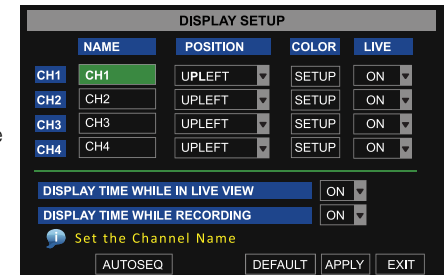 DISPLAY SETUP
NAME POSITION COLOR LIVE
CH1 CH1 UPLEFT SETUP ON
CH2 CH2 UPLEFT SETUP ON
CH3 CH3 UPLEFT SETUP ON
e
CH4 CH4 UPLEFT SETUP ON
DISPLAY TIME WHILE IN LIVE VIEW ON
DISPLAY TIME WHILE RECORDING ON
Set the Channel Name
AUTOSEQ DEFAULT APPLY EXIT